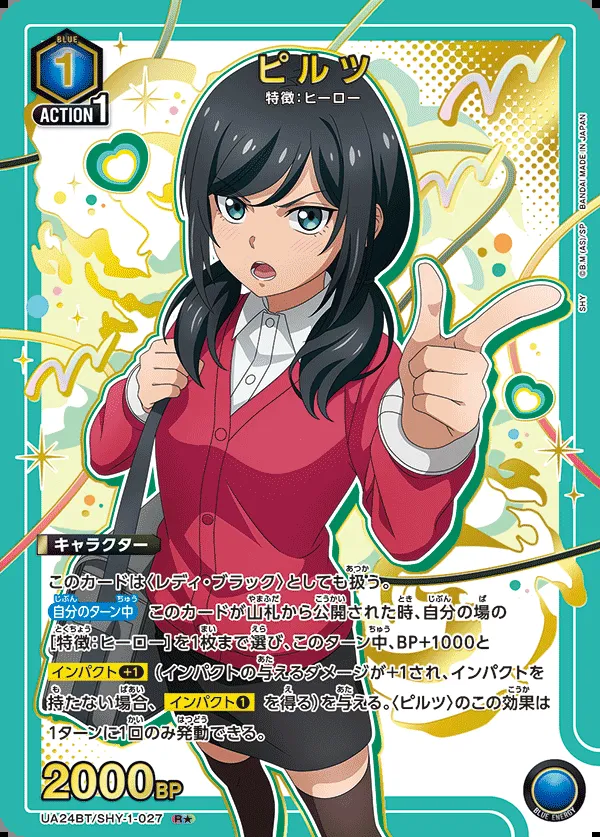 BLUE
1
ACTION 1
ピルツ
特徴：ヒーロー
SHY ©B.M(AS)/SP BANDAI MADE IN JAPAN
キャラクター
このカードは〈レディ・ブラック〉としても扱う。
自分のターン中 このカードが山札から公開された時、自分の場の
[特徴：ヒーロー]を1枚まで選び、このターン中、BP+1000と
インパクト+1（インパクトの与えるダメージが+1され、インパクトを
持たない場合、インパクト1を得る）を与える。〈ピルツ〉のこの効果は
1ターンに1回のみ発動できる。
2000BP
UA24BT/SHY-1-027 R★
BLUE ENERGY